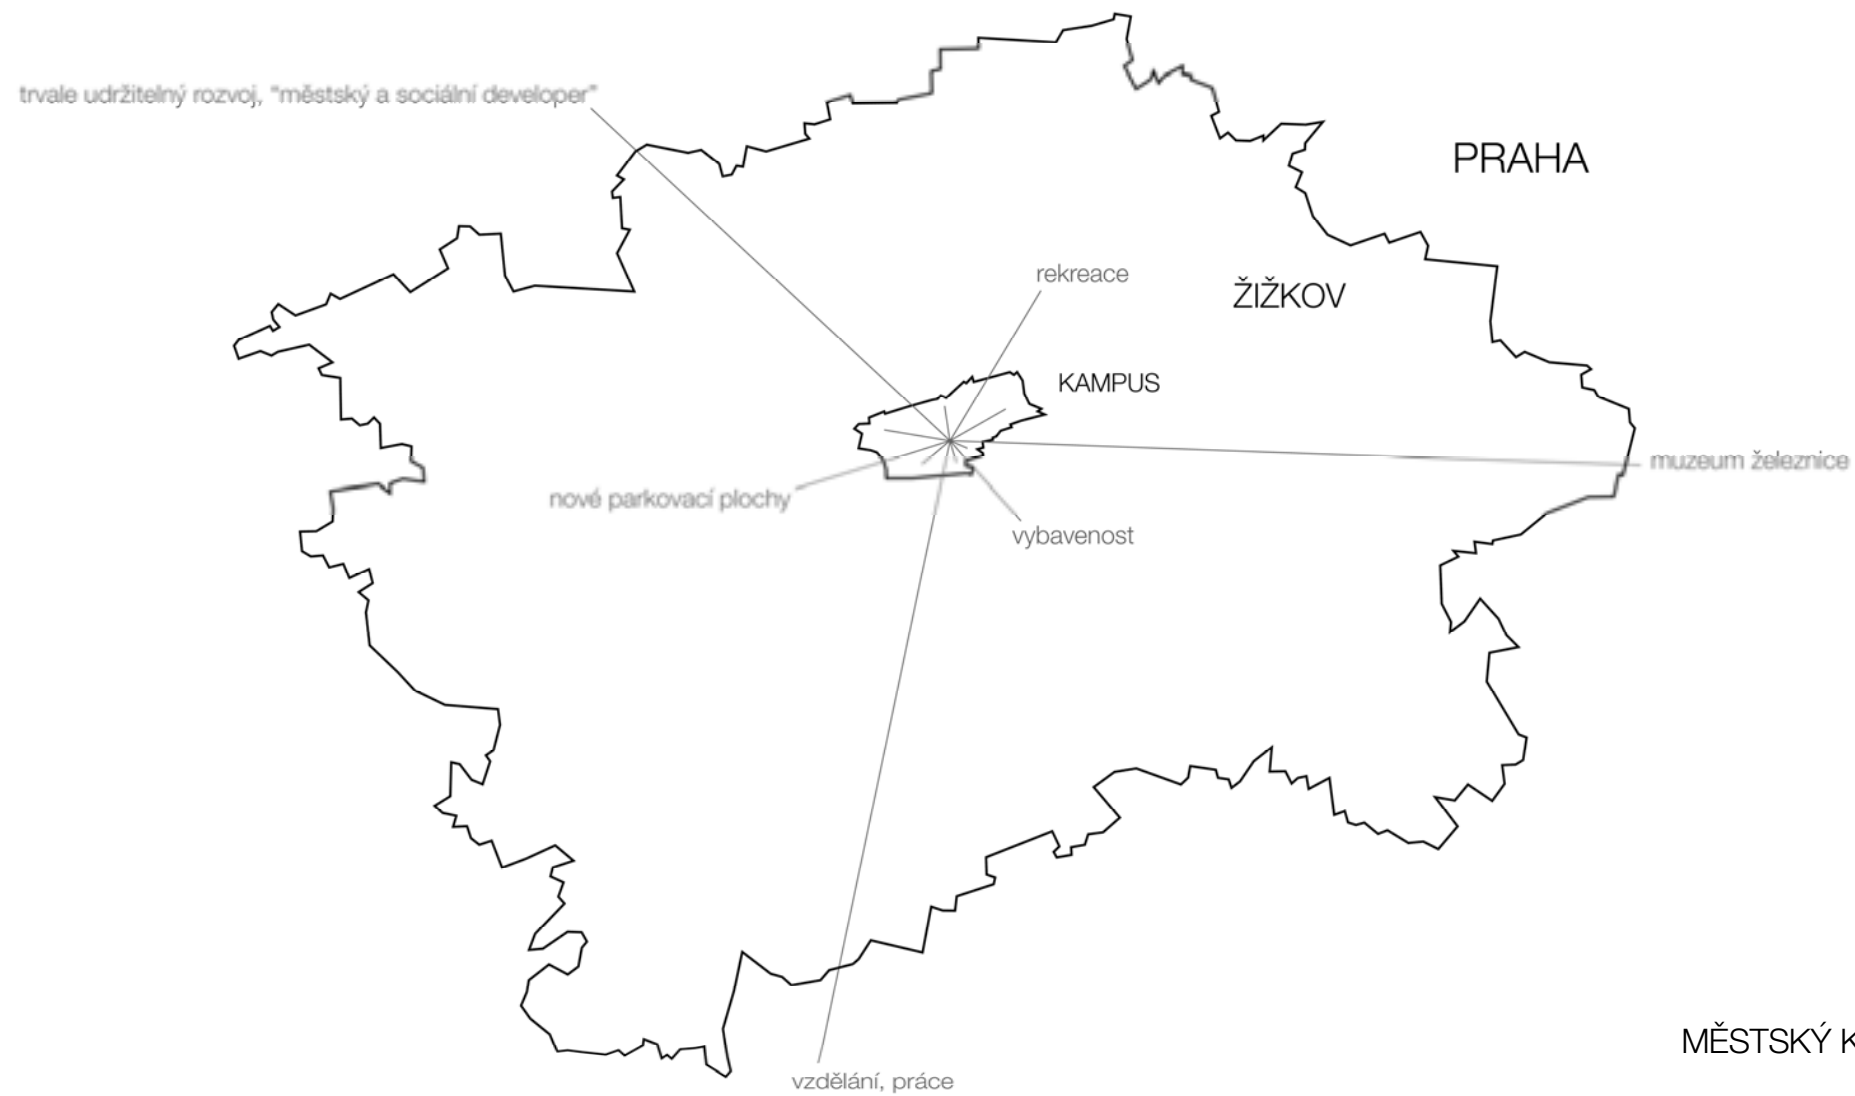 trvale udržitelný rozvoj, “městský a sociální developer”
PRAHA
rekreace
ŽIŽKOV
KAMPUS
muzeum železnice
nové parkovací plochy
vybavenost
MĚSTSKÝ K
vzdělání, práce